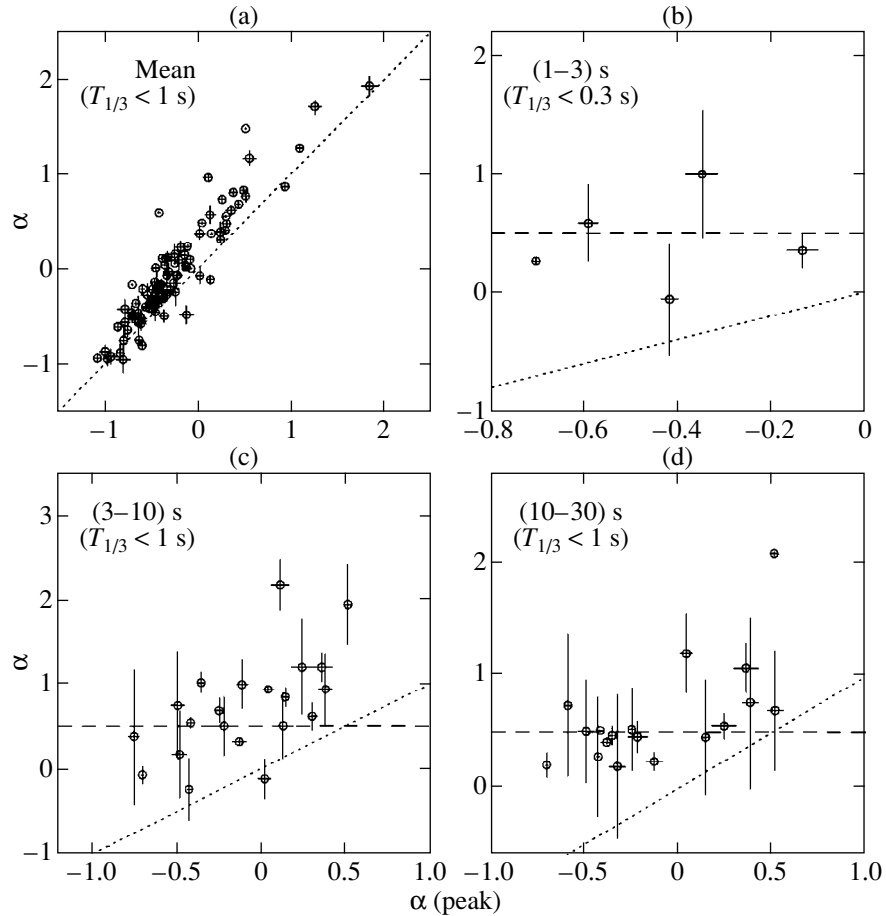 (a)
Mean
(T1/3 < 1 s)
2
1
0
−1
α
−1 0 1 2
(b)
(1–3) s
(T1/3 < 0.3 s)
2
1
0
−1
−0.8 −0.6 −0.4 −0.2 0
(c)
(3–10) s
(T1/3 < 1 s)
3
2
1
0
−1
α
−1.0 −0.5 0 0.5 1.0
(d)
(10–30) s
(T1/3 < 1 s)
2
1
0
−1.0 −0.5 0 0.5 1.0
α (peak)